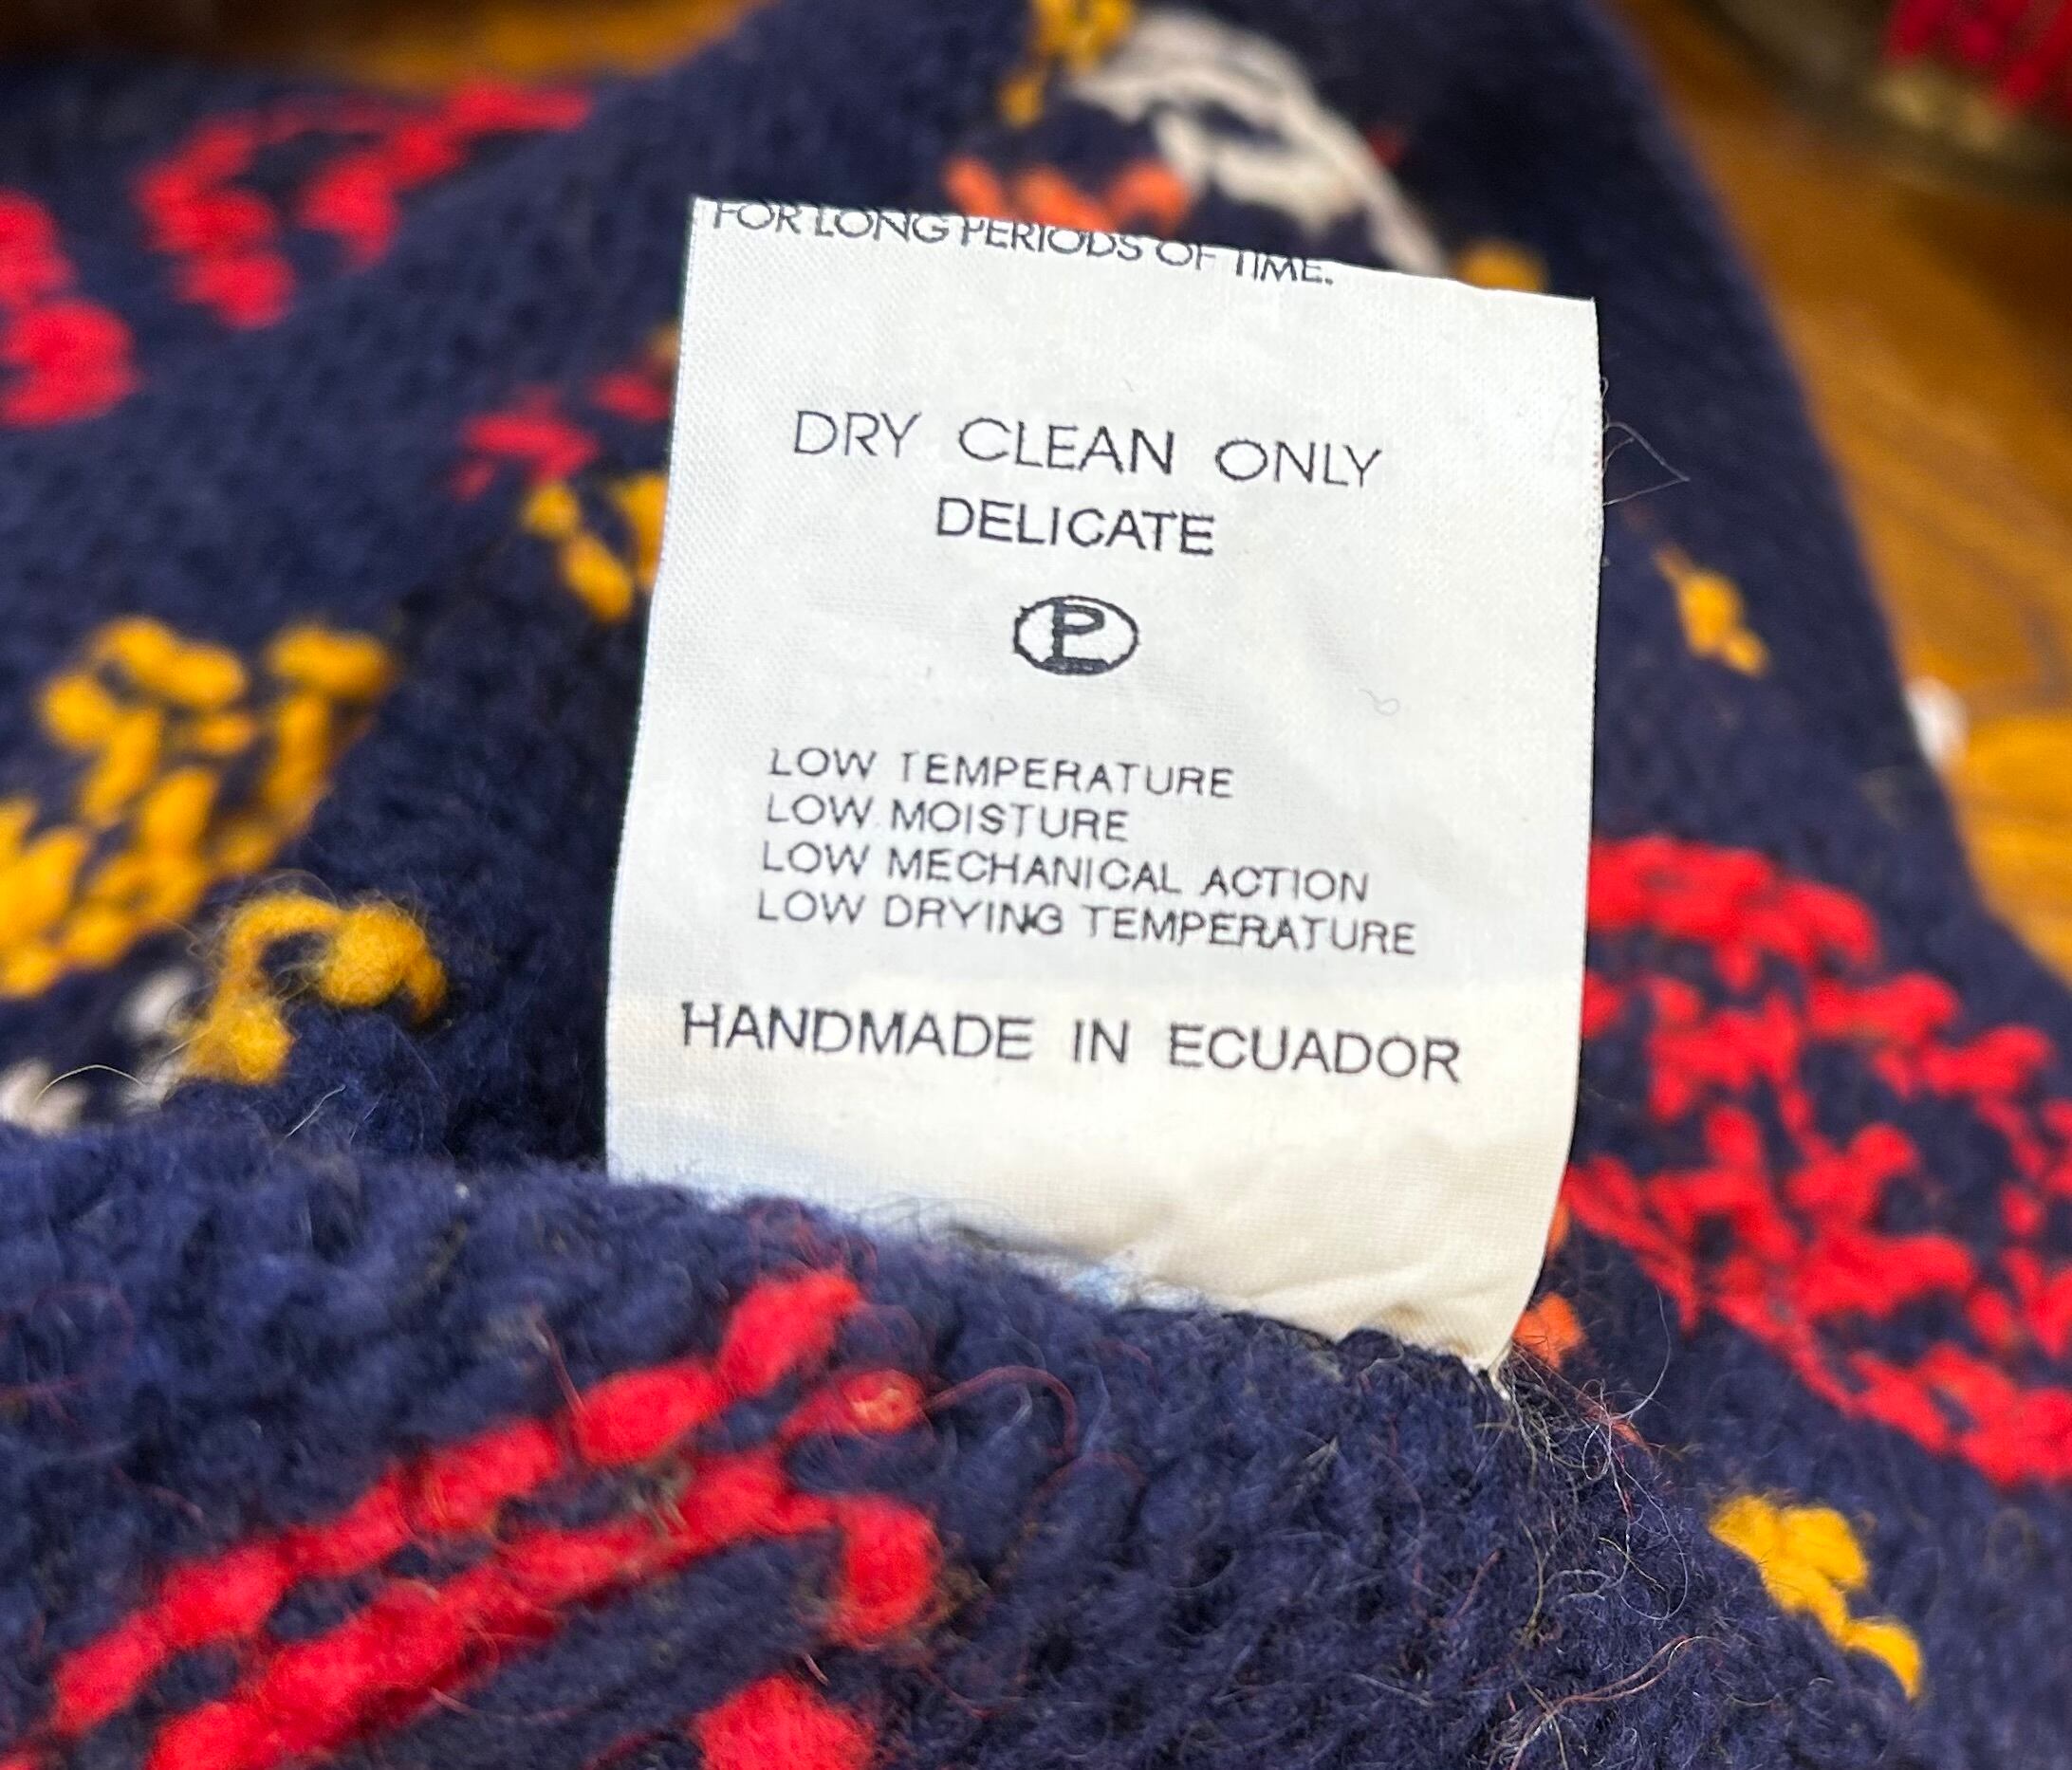 FOR LONG PERIODS OF TIME.
DRY CLEAN ONLY
DELICATE
P
LOW TEMPERATURE
LOW MOISTURE
LOW MECHANICAL ACTION
LOW DRYING TEMPERATURE
HANDMADE IN ECUADOR